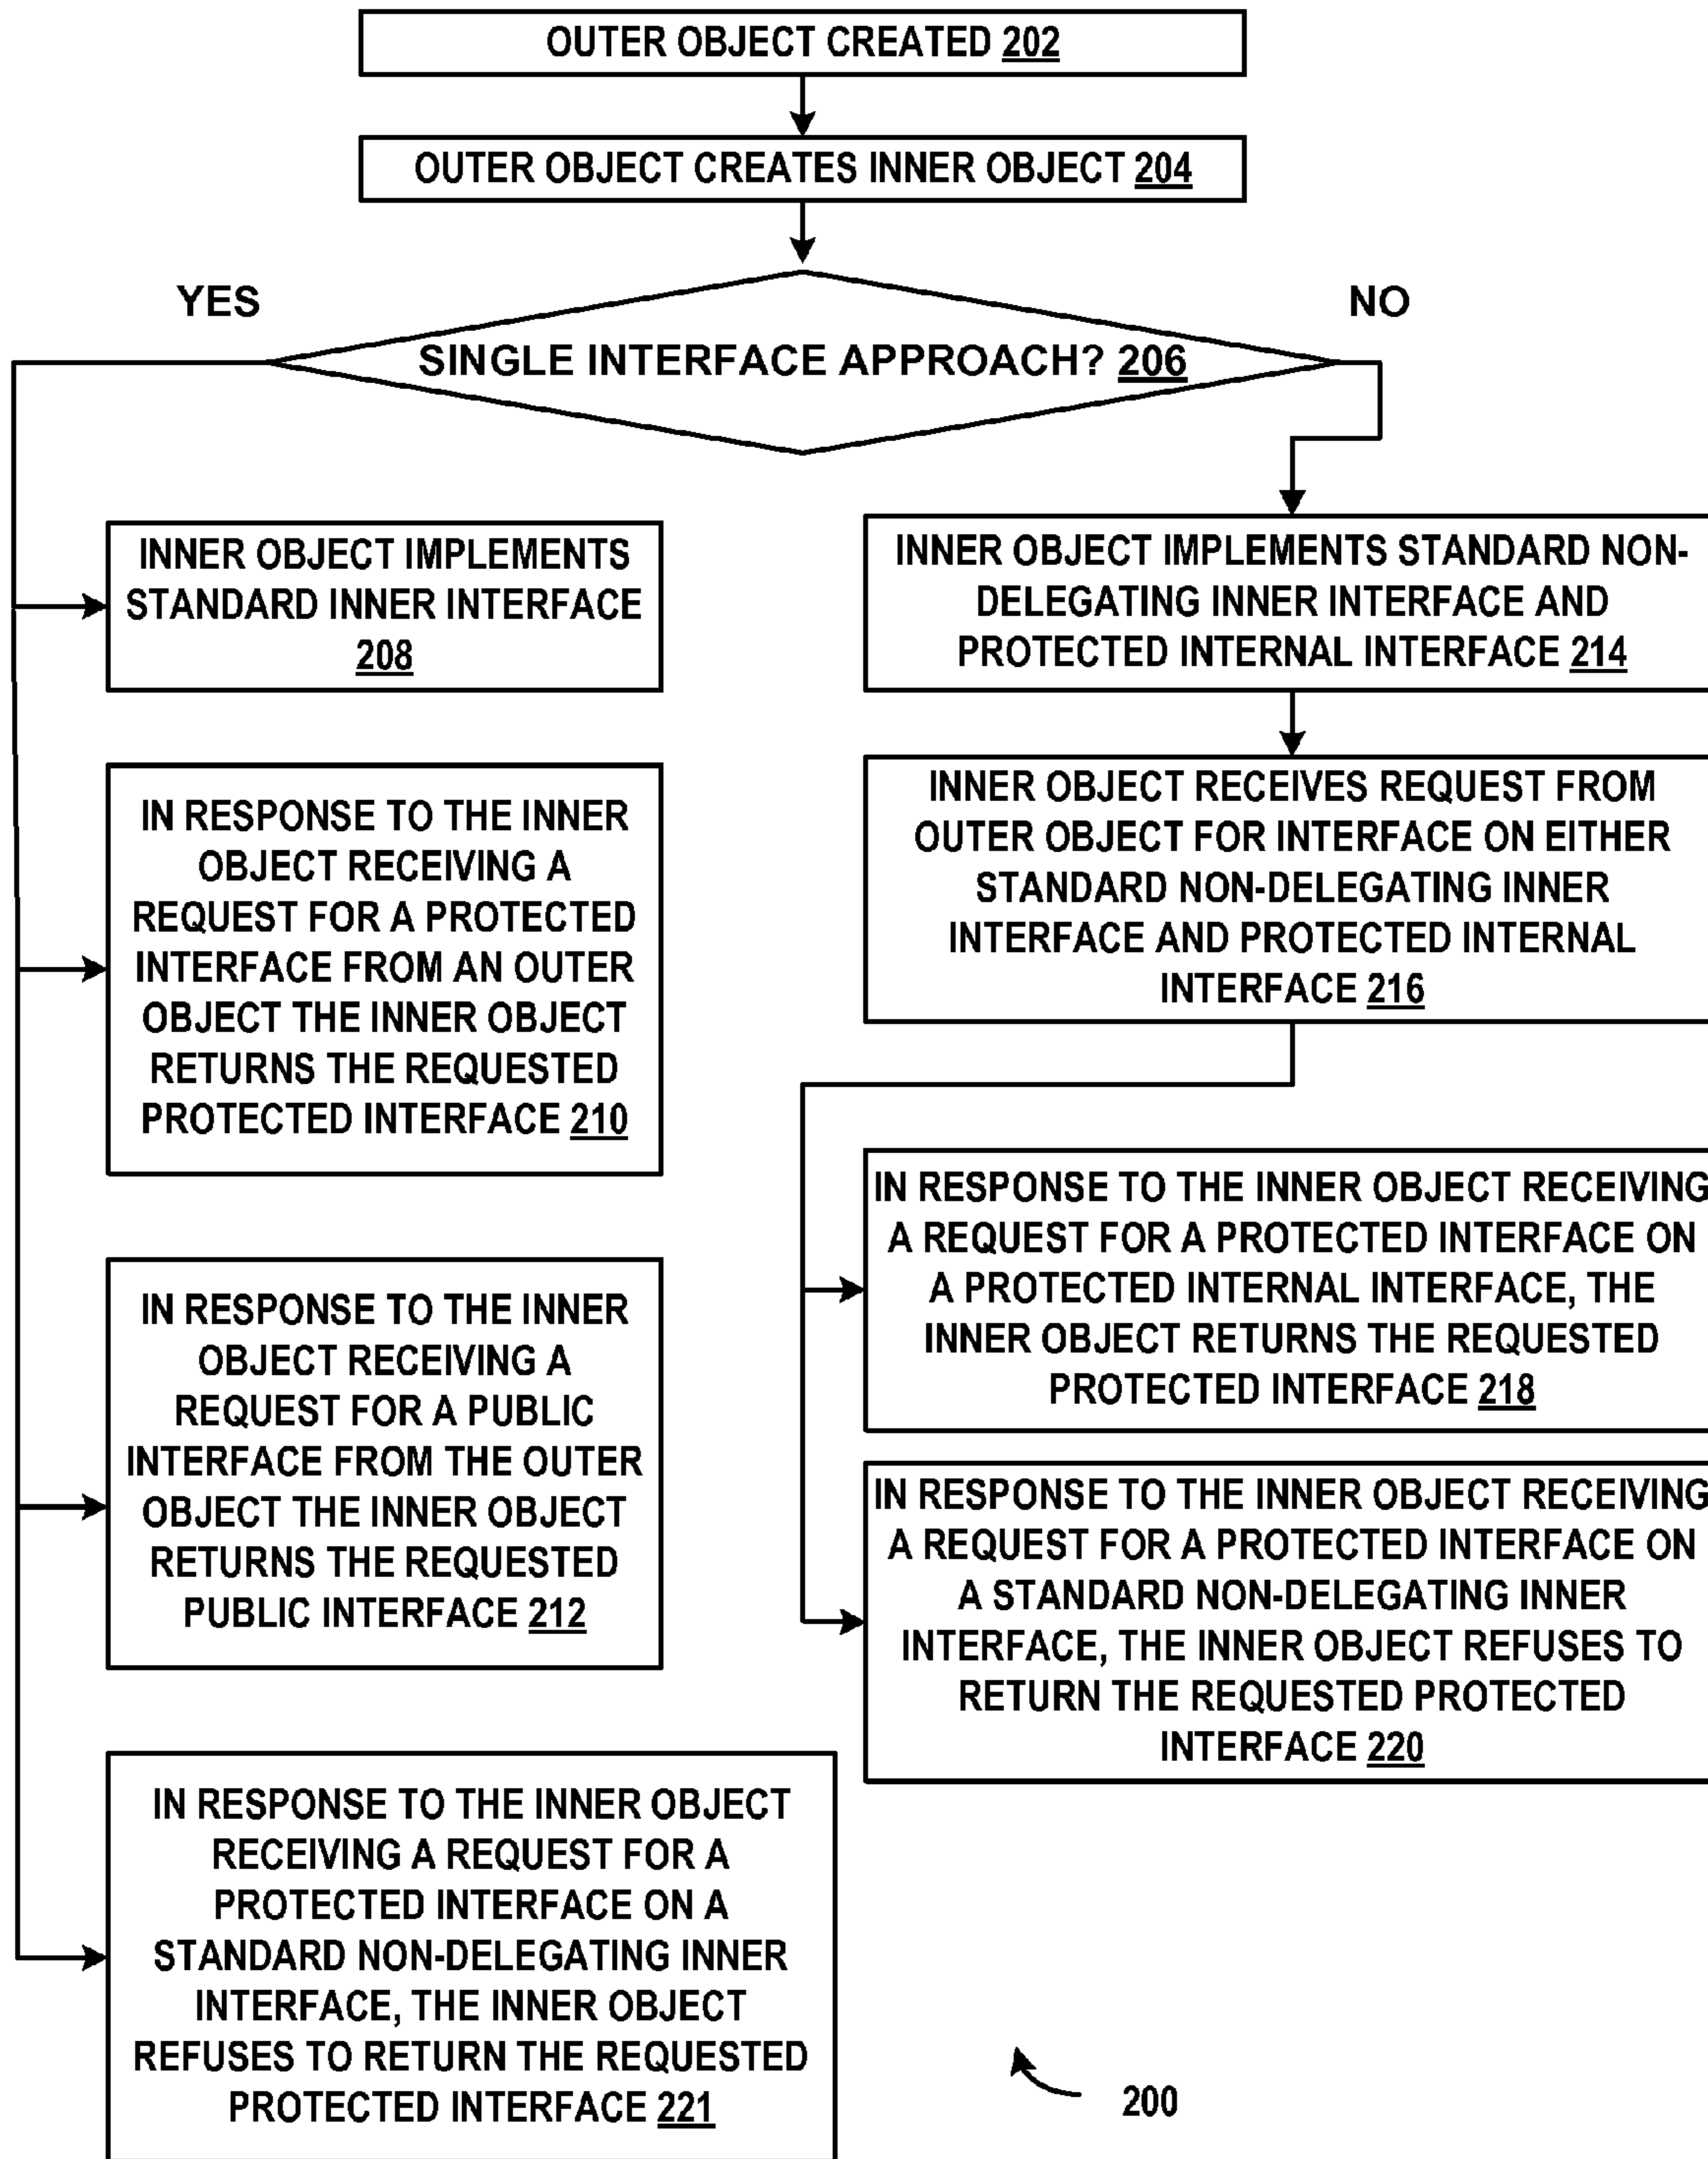 OUTER OBJECT CREATED 202
OUTER OBJECT CREATES INNER OBJECT 204
YES
NO
SINGLE INTERFACE APPROACH? 206
INNER OBJECT IMPLEMENTS
STANDARD INNER INTERFACE
208
IN RESPONSE TO THE INNER
OBJECT RECEIVING A
REQUEST FOR A PROTECTED
INTERFACE FROM AN OUTER
OBJECT THE INNER OBJECT
RETURNS THE REQUESTED
PROTECTED INTERFACE 210
IN RESPONSE TO THE INNER
OBJECT RECEIVING A
REQUEST FOR A PUBLIC
INTERFACE FROM THE OUTER
OBJECT THE INNER OBJECT
RETURNS THE REQUESTED
PUBLIC INTERFACE 212
IN RESPONSE TO THE INNER OBJECT
RECEIVING A REQUEST FOR A
PROTECTED INTERFACE ON A
STANDARD NON-DELEGATING INNER
INTERFACE, THE INNER OBJECT
REFUSES TO RETURN THE REQUESTED
PROTECTED INTERFACE 221
INNER OBJECT IMPLEMENTS STANDARD NON-
DELEGATING INNER INTERFACE AND
PROTECTED INTERNAL INTERFACE 214
INNER OBJECT RECEIVES REQUEST FROM
OUTER OBJECT FOR INTERFACE ON EITHER
STANDARD NON-DELEGATING INNER
INTERFACE AND PROTECTED INTERNAL
INTERFACE 216
IN RESPONSE TO THE INNER OBJECT RECEIVING
A REQUEST FOR A PROTECTED INTERFACE ON
A PROTECTED INTERNAL INTERFACE, THE
INNER OBJECT RETURNS THE REQUESTED
PROTECTED INTERFACE 218
IN RESPONSE TO THE INNER OBJECT RECEIVING
A REQUEST FOR A PROTECTED INTERFACE ON
A STANDARD NON-DELEGATING INNER
INTERFACE, THE INNER OBJECT REFUSES TO
RETURN THE REQUESTED PROTECTED
INTERFACE 220
200